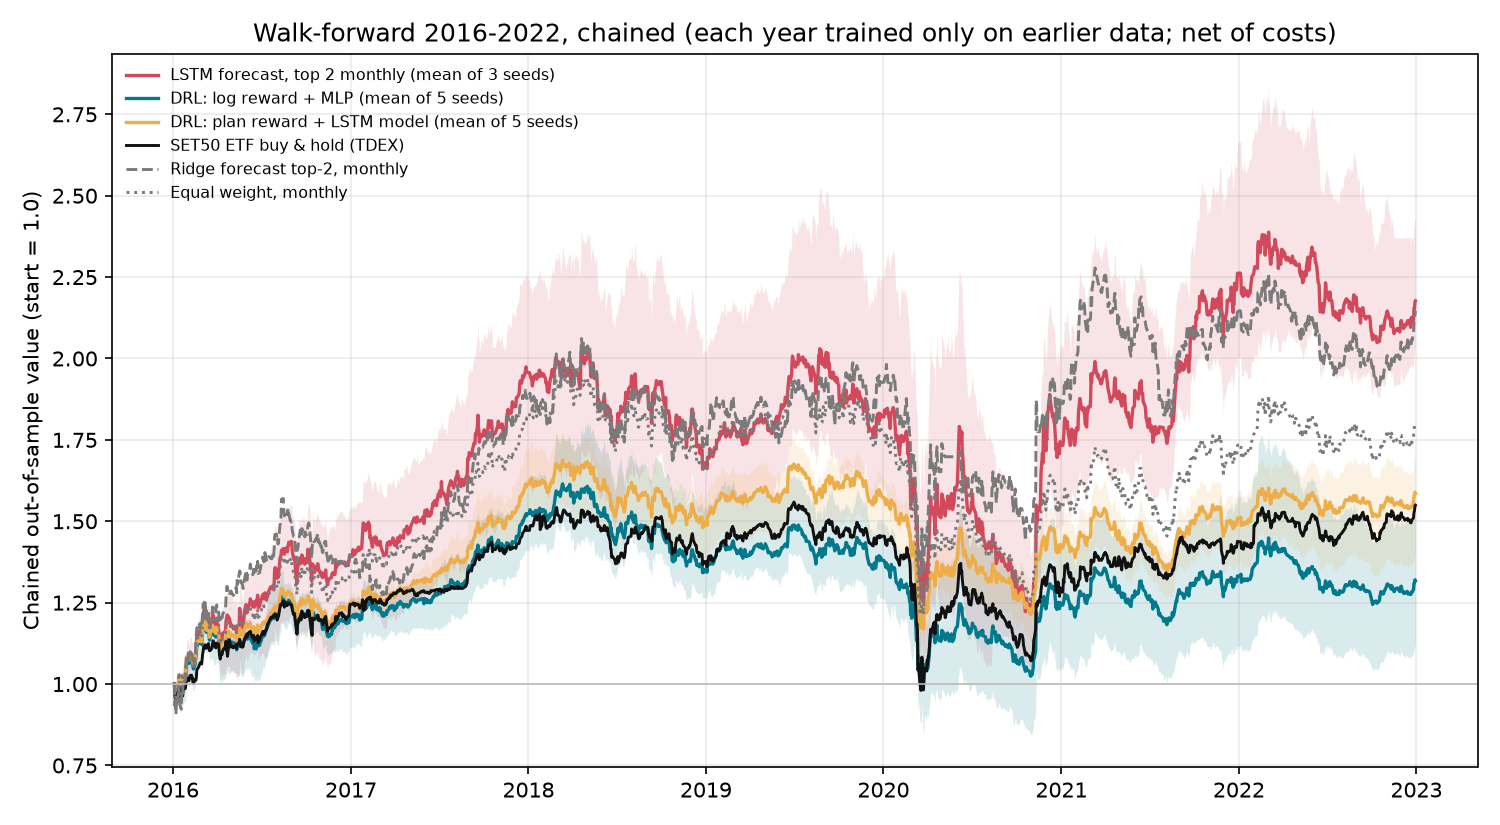 Walk-forward 2016-2022, chained (each year trained only on earlier data; net of costs)
LSTM forecast, top 2 monthly (mean of 3 seeds)
DRL: log reward + MLP (mean of 5 seeds)
DRL: plan reward + LSTM model (mean of 5 seeds)
SET50 ETF buy & hold (TDEX)
Ridge forecast top-2, monthly
Equal weight, monthly
Chained out-of-sample value (start = 1.0)
2.75
2.50
2.25
2.00
1.75
1.50
1.25
1.00
0.75
2016 2017 2018 2019 2020 2021 2022 2023